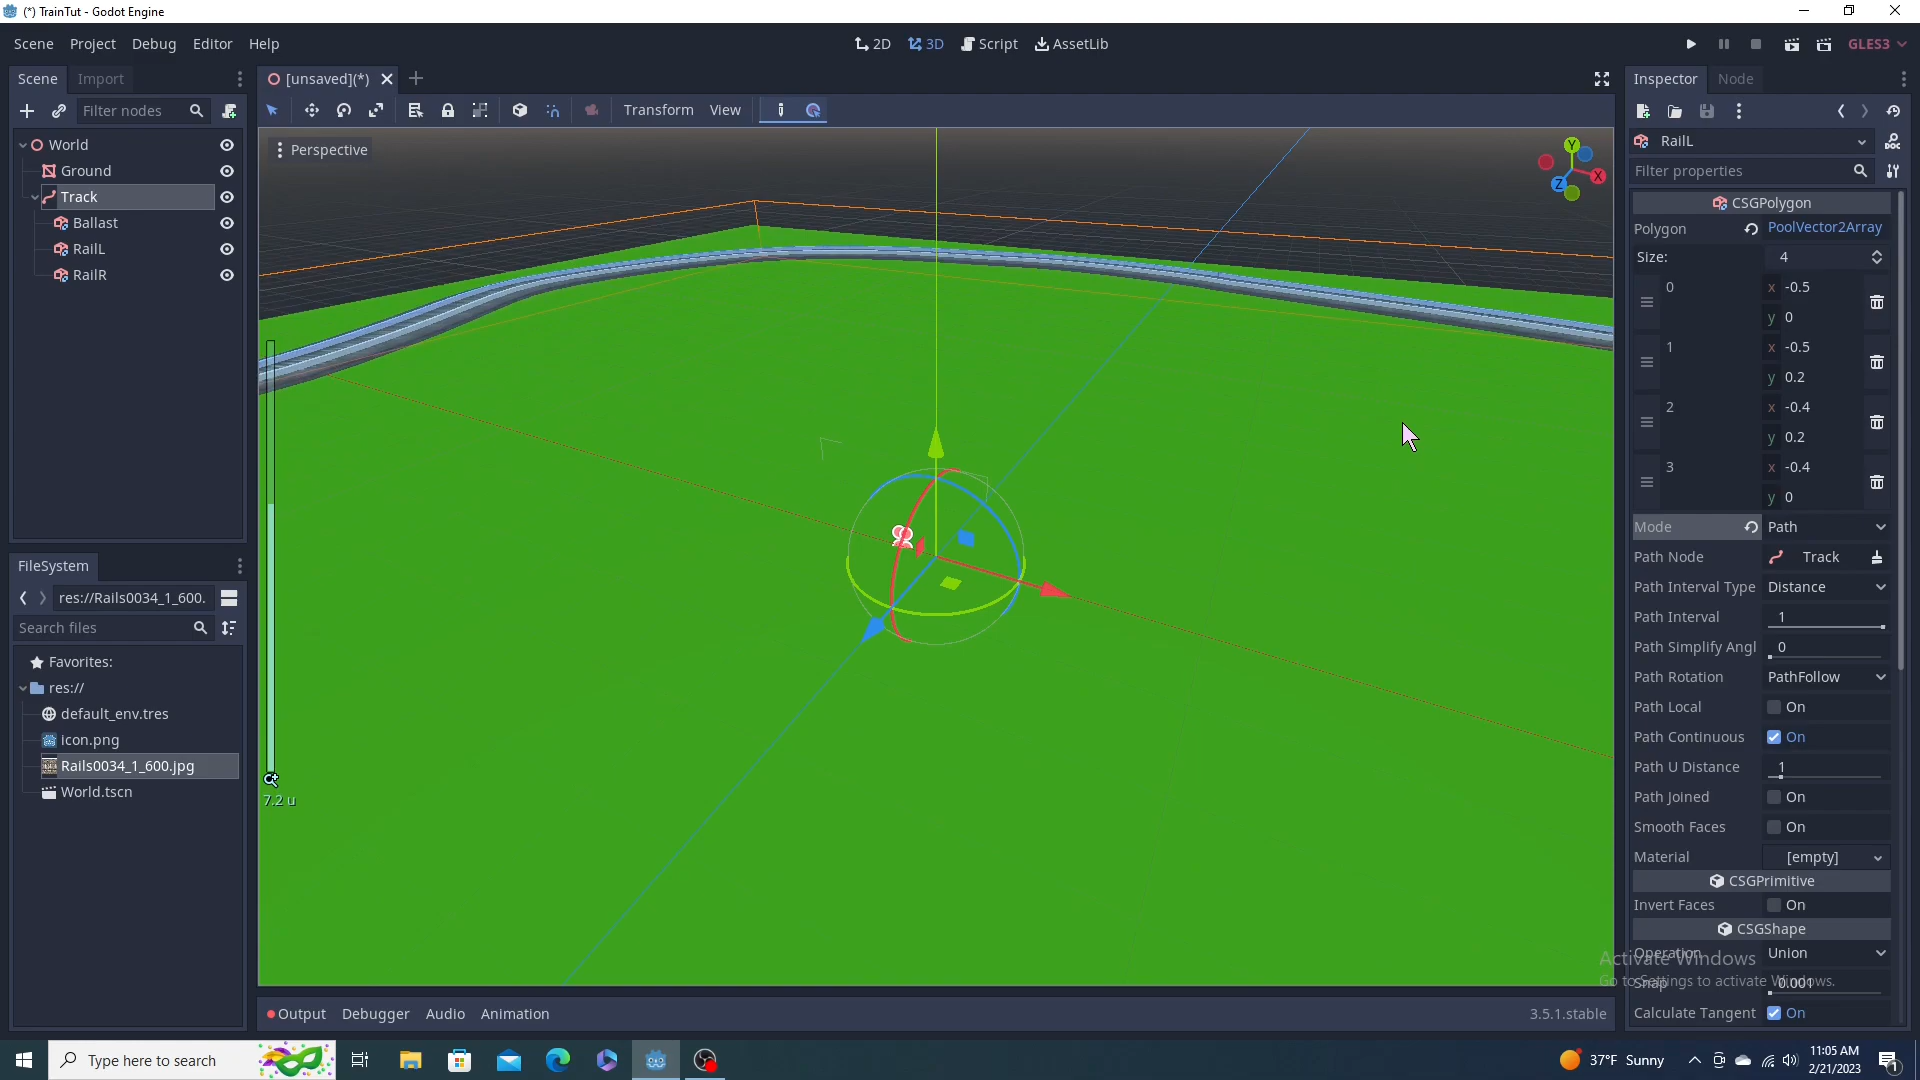 (*) TrainTut - Godot Engine
Scene Project Debug Editor Help
2D 3D Script AssetLib
GLES3
Scene Import
[unsaved](*)
Inspector Node
Filter nodes
Transform View
World
Ground
Track
Ballast
RailL
RailR
Perspective
Y
X
Z
7.2 u
RailL
Filter properties
CSGPolygon
Polygon PoolVector2Array
Size: 4
0 x -0.5
y 0
1 x -0.5
y 0.2
2 x -0.4
y 0.2
3 x -0.4
y 0
Mode Path
Path Node Track
Path Interval Type Distance
Path Interval 1
Path Simplify Angl 0
Path Rotation PathFollow
Path Local On
Path Continuous On
Path U Distance 1
Path Joined On
Smooth Faces On
Material [empty]
CSGPrimitive
Invert Faces On
CSGShape
Operation Union
Snap 0.001
Calculate Tangent On
Activate Windows
Go to Settings to activate Windows.
FileSystem
res://Rails0034_1_600.
Search files
Favorites:
res://
default_env.tres
icon.png
Rails0034_1_600.jpg
World.tscn
Output Debugger Audio Animation
3.5.1.stable
Type here to search
37°F Sunny
11:05 AM
2/21/2023
1